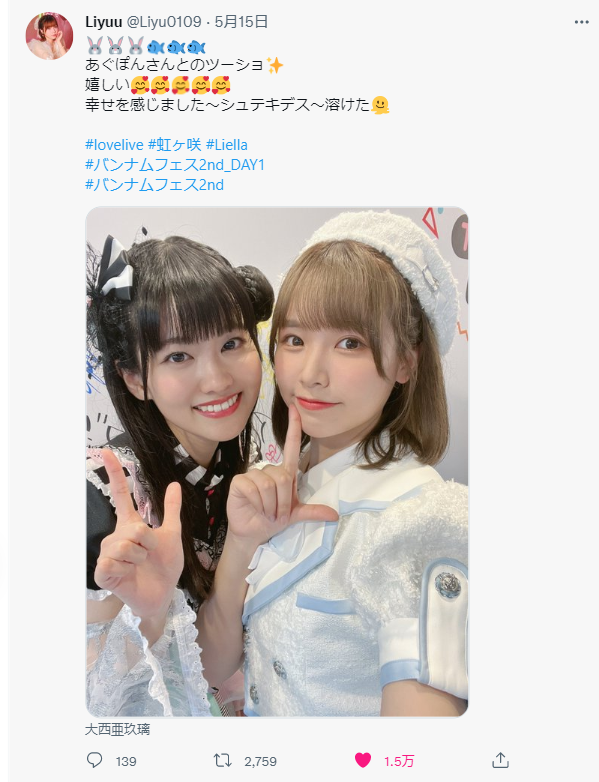 Liyuu @Liyu0109 · 5月15日
🐰🐰🐰🐟🐟🐟
あぐぽんさんとのツーショ✨
嬉しい🥰🥰🥰🥰🥰
幸せを感じました～シュテキデス～溶けた🫠
#lovelive #虹ヶ咲 #Liella
#バンナムフェス2nd_DAY1
#バンナムフェス2nd
大西亜玖璃
139 2,759 1.5万